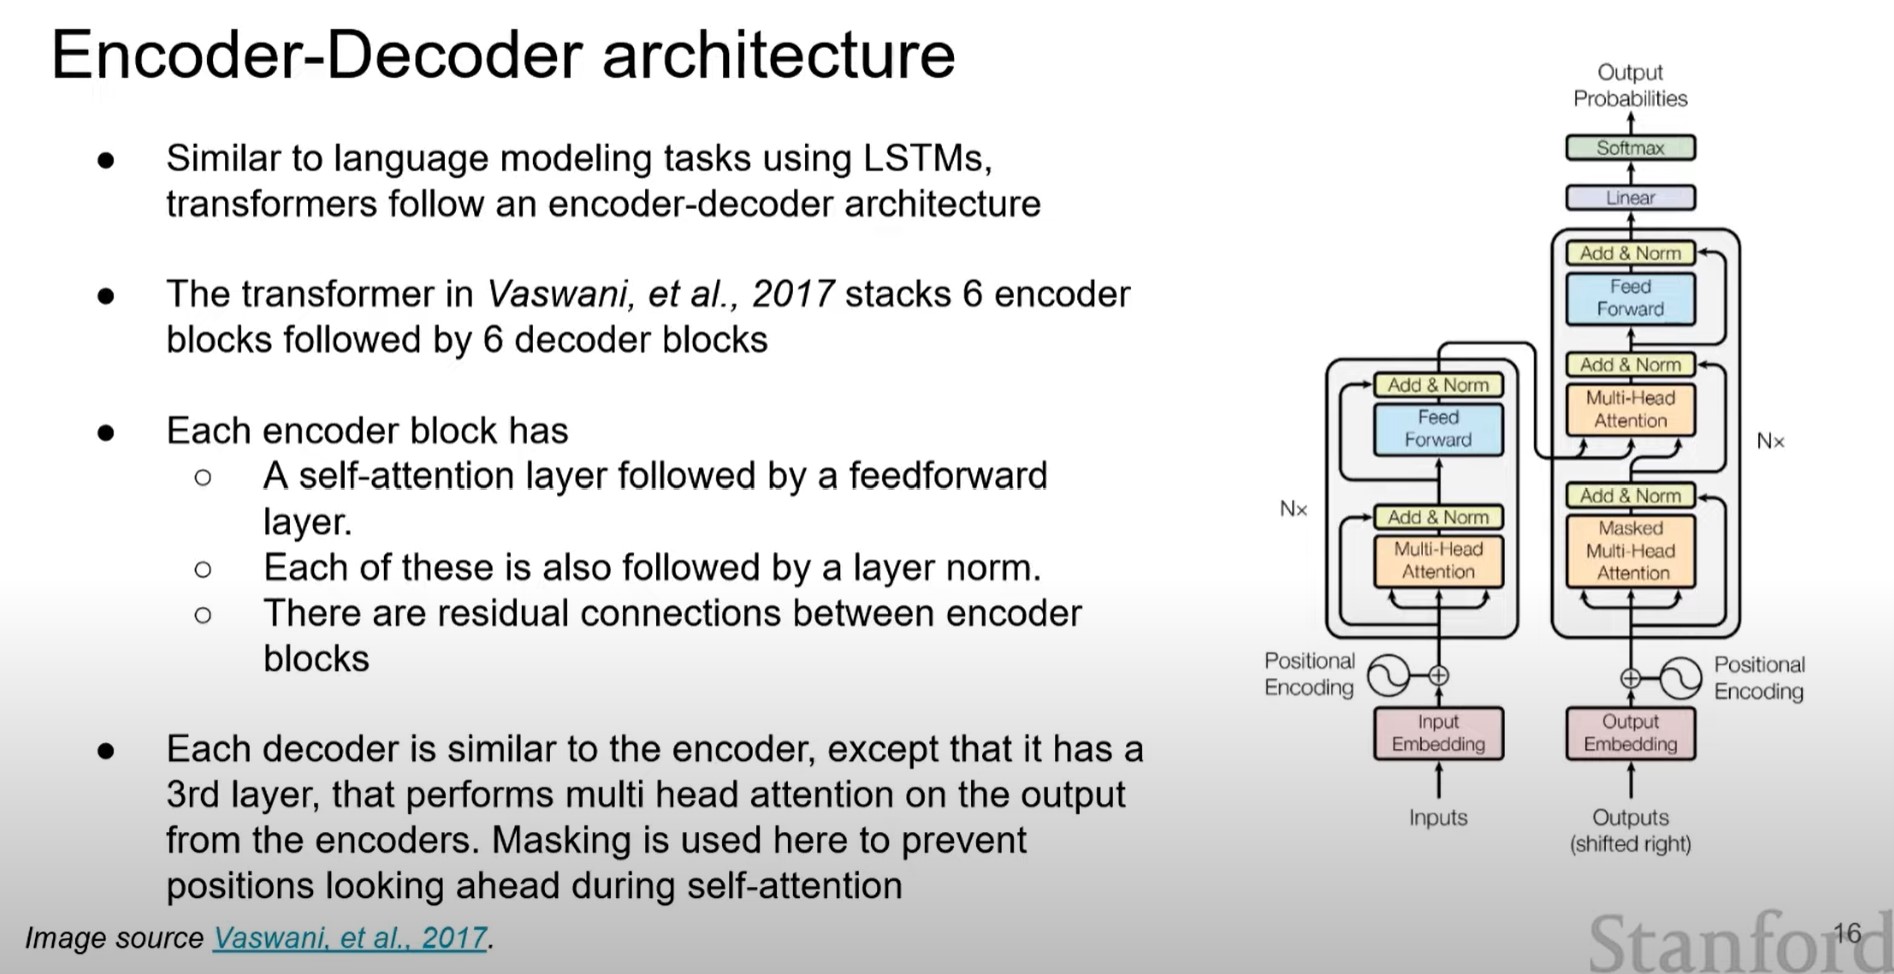 Encoder-Decoder architecture
● Similar to language modeling tasks using LSTMs,
transformers follow an encoder-decoder architecture
● The transformer in Vaswani, et al., 2017 stacks 6 encoder
blocks followed by 6 decoder blocks
● Each encoder block has
○ A self-attention layer followed by a feedforward
layer.
○ Each of these is also followed by a layer norm.
○ There are residual connections between encoder
blocks
● Each decoder is similar to the encoder, except that it has a
3rd layer, that performs multi head attention on the output
from the encoders. Masking is used here to prevent
positions looking ahead during self-attention
Image source Vaswani, et al., 2017.
Output
Probabilities
Softmax
Linear
Add & Norm
Feed
Forward
Add & Norm
Multi-Head
Attention
Nx
Add & Norm
Masked
Multi-Head
Attention
Add & Norm
Feed
Forward
Nx
Add & Norm
Multi-Head
Attention
Positional
Encoding
Positional
Encoding
Input
Embedding
Output
Embedding
Inputs
Outputs
(shifted right)
Stanford
16